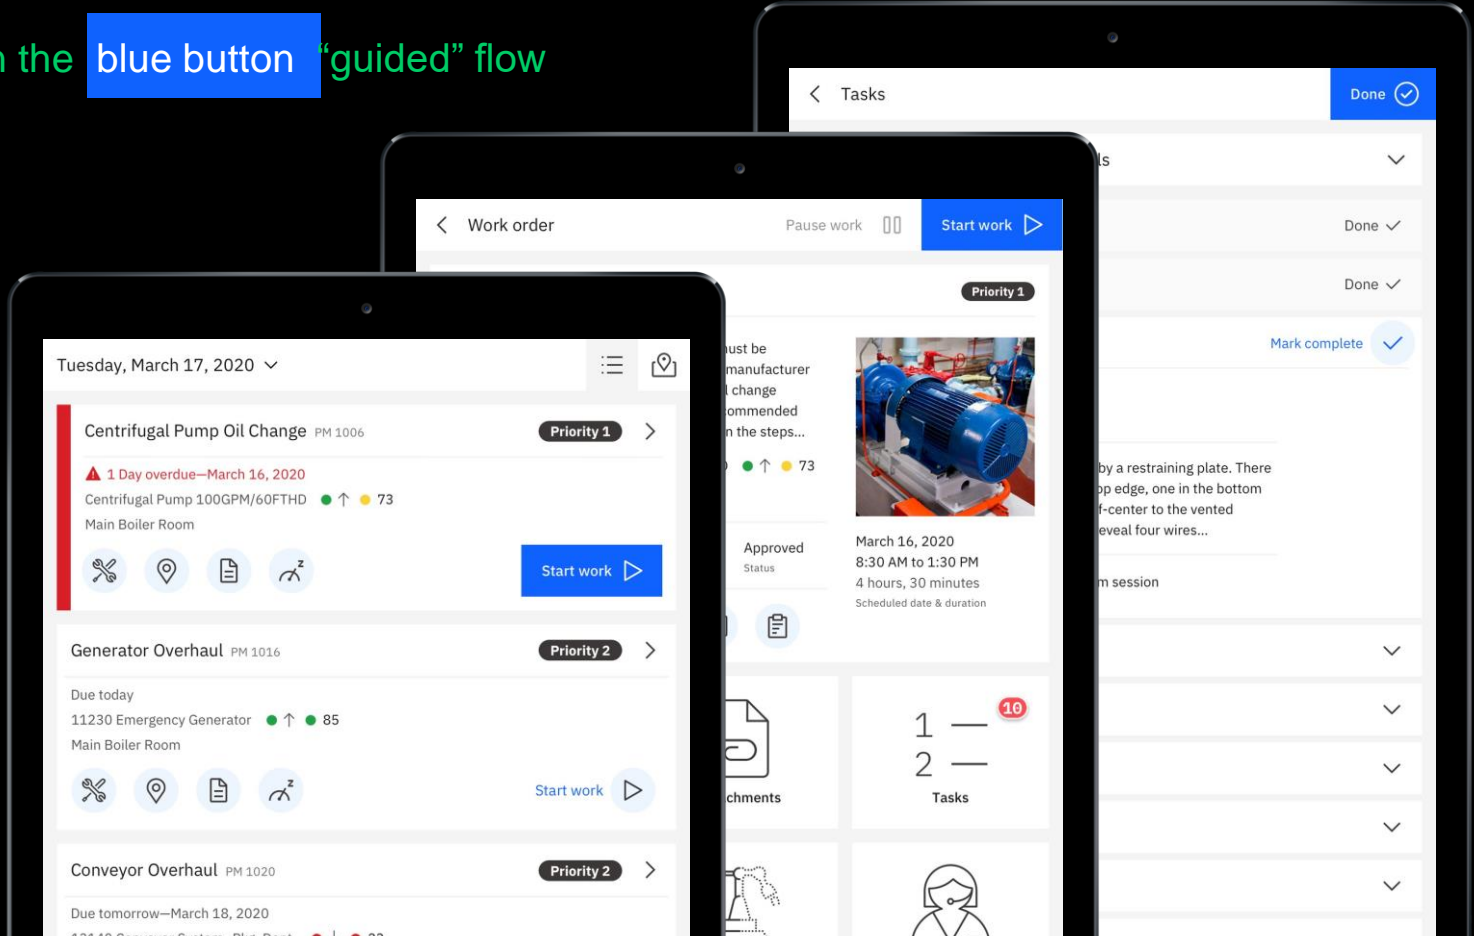 the blue button “guided” flow
Tasks
Done
Done
Done
Mark complete
by a restraining plate. There
edge, one in the bottom
to the vented
four wires...
session
Work order
Pause work
Start work
Priority 1
must be
manufacturer
change
n the steps...
73
Approved
Status
March 16, 2020
8:30 AM to 1:30 PM
4 hours, 30 minutes
Scheduled date & duration
10
1
2
Tasks
Tuesday, March 17, 2020
Centrifugal Pump Oil Change PM 1006
Priority 1
1 Day overdue—March 16, 2020
Centrifugal Pump 100GPM/60FTHD 73
Main Boiler Room
Start work
Generator Overhaul PM 1016
Priority 2
Due today
11230 Emergency Generator 85
Main Boiler Room
Start work
Conveyor Overhaul PM 1020
Priority 2
Due tomorrow—March 18, 2020